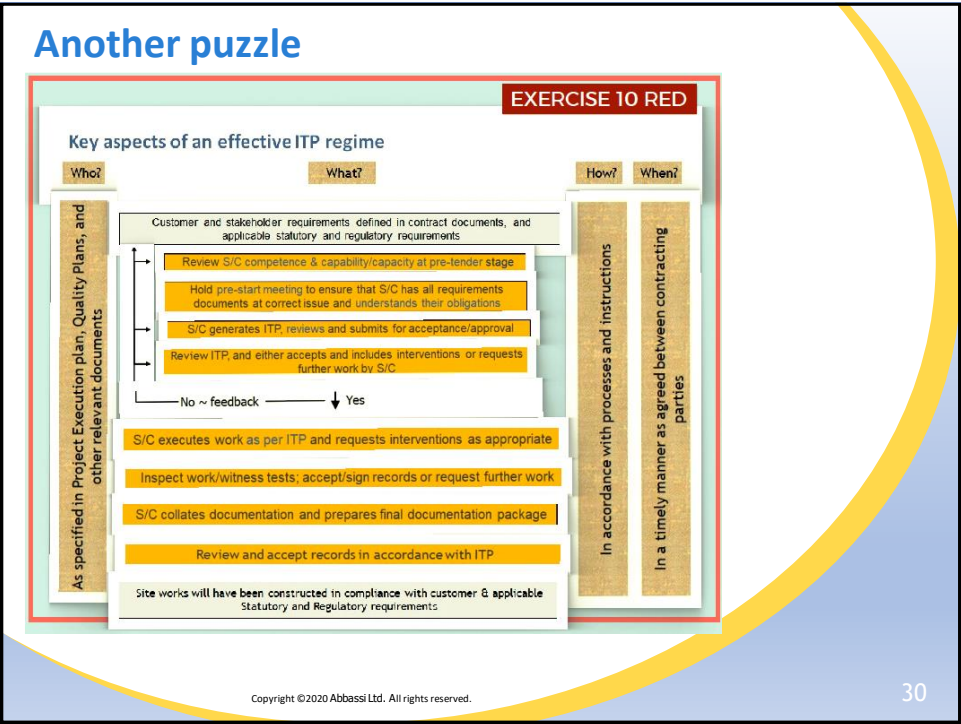 Another puzzle
EXERCISE 10 RED
Key aspects of an effective ITP regime
Who?
What?
How?
When?
As specified in Project Execution plan, Quality Plans, and
other relevant documents
Customer and stakeholder requirements defined in contract documents, and
applicable statutory and regulatory requirements
Review S/C competence & capability/capacity at pre-tender stage
Hold pre-start meeting to ensure that S/C has all requirements
documents at correct issue and understands their obligations
S/C generates ITP, reviews and submits for acceptance/approval
Review ITP, and either accepts and includes interventions or requests
further work by S/C
No ~ feedback
Yes
S/C executes work as per ITP and requests interventions as appropriate
Inspect work/witness tests; accept/sign records or request further work
S/C collates documentation and prepares final documentation package
Review and accept records in accordance with ITP
Site works will have been constructed in compliance with customer & applicable
Statutory and Regulatory requirements
In accordance with processes and instructions
In a timely manner as agreed between contracting
parties
Copyright ©2020 Abbassi Ltd. All rights reserved.
30